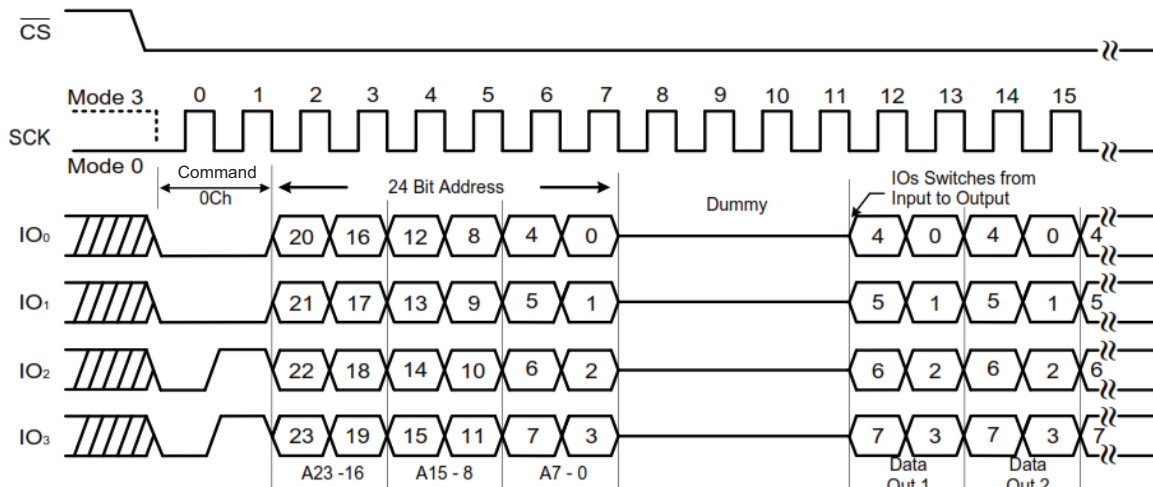 CS
Mode 3 0 1 2 3 4 5 6 7 8 9 10 11 12 13 14 15
SCK
Mode 0
Command 24 Bit Address Dummy IOs Switches from
0Ch Input to Output
IO0 20 16 12 8 4 0 4 0 4 0 4
IO1 21 17 13 9 5 1 5 1 5 1 5
IO2 22 18 14 10 6 2 6 2 6 2 6
IO3 23 19 15 11 7 3 7 3 7 3 7
A23 -16 A15 - 8 A7 - 0 Data Data
Out 1 Out 2